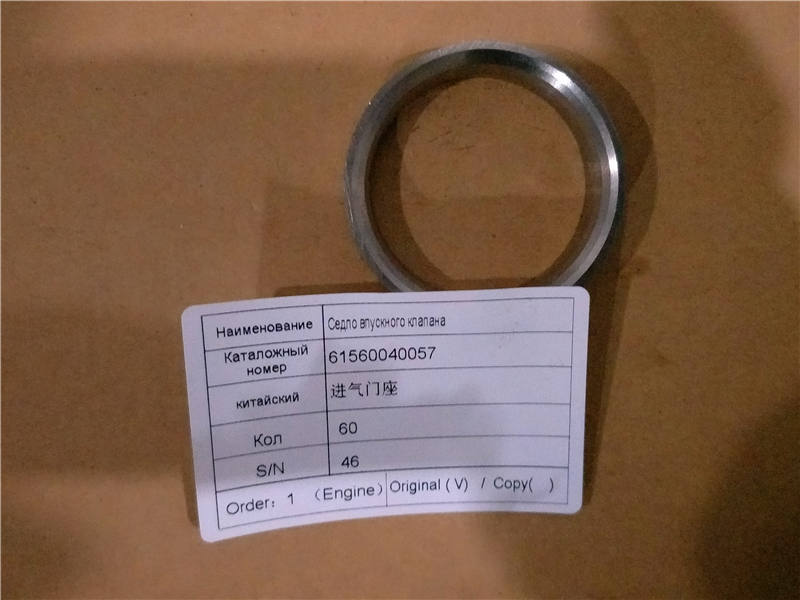 Наименование Седло впускного клапана
Каталожный номер 61560040057
китайский 进气门座
Кол 60
S/N 46
Order: 1 （Engine） Original ( V) / Copy( )